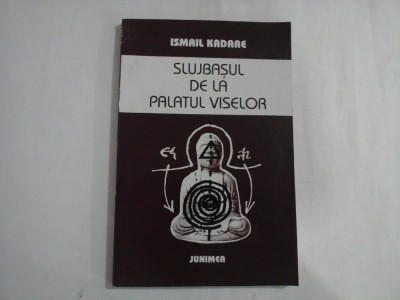 ISMAIL KADARE
SLUJBAȘUL
DE LA
PALATUL VISELOR
JUNIMEA